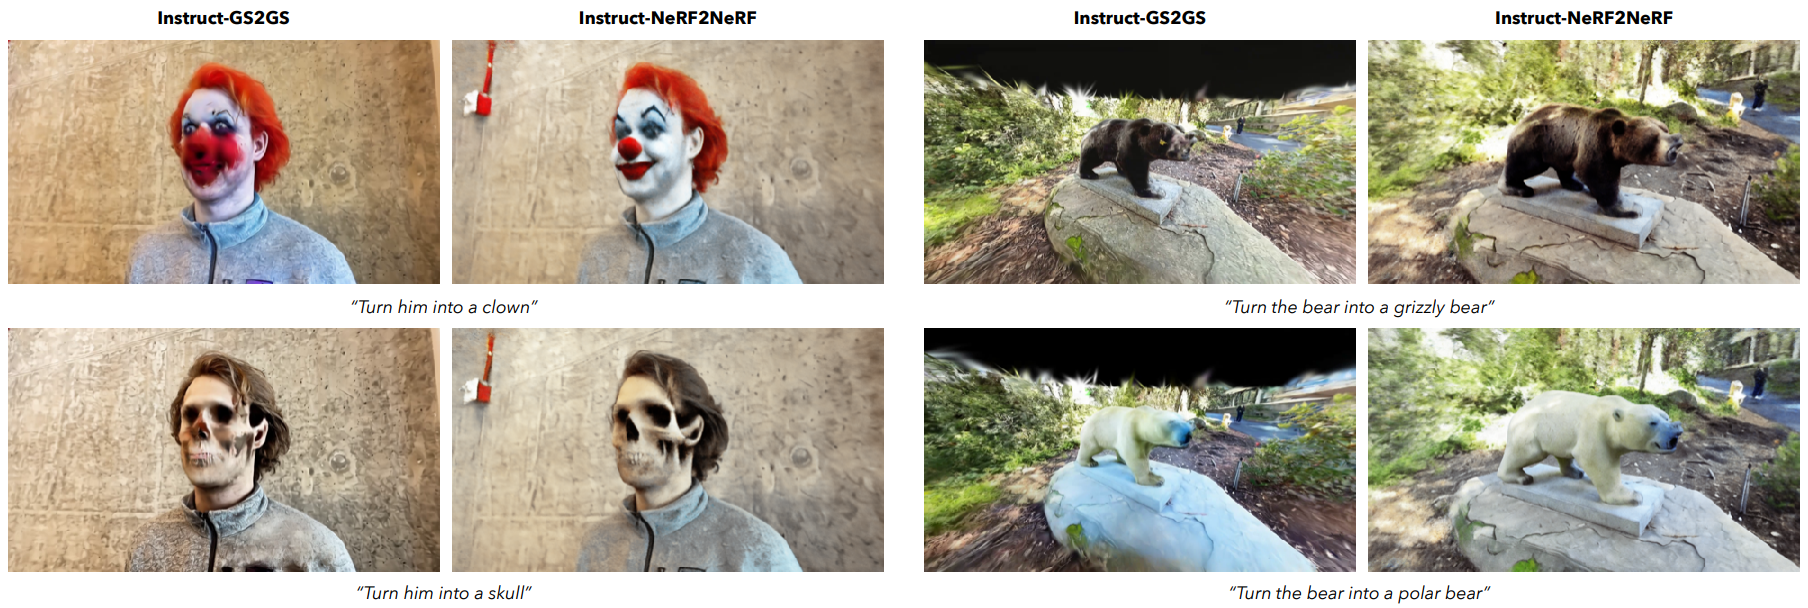 Instruct-GS2GS Instruct-NeRF2NeRF Instruct-GS2GS Instruct-NeRF2NeRF
"Turn him into a clown" "Turn the bear into a grizzly bear"
"Turn him into a skull" "Turn the bear into a polar bear"